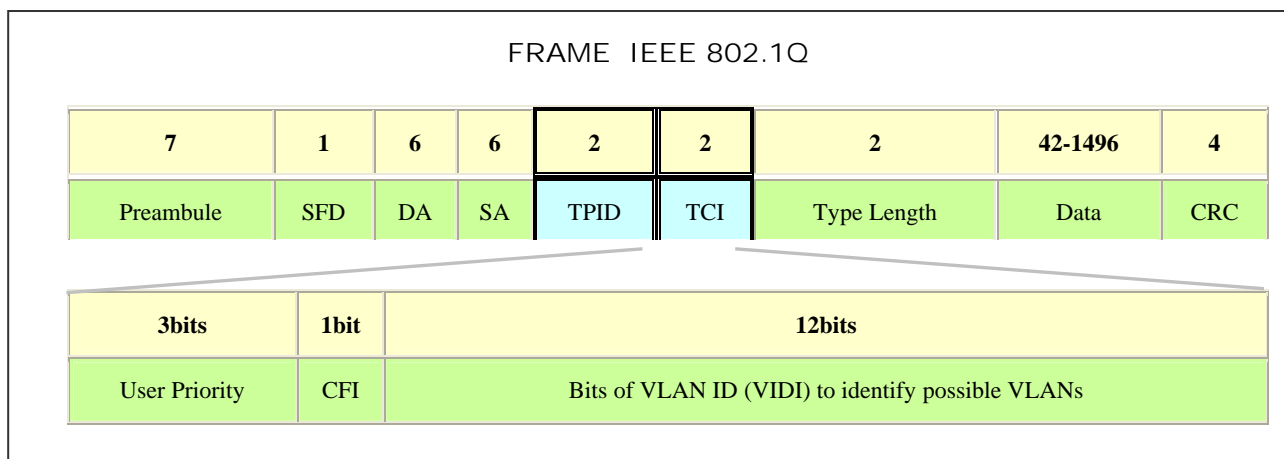 FRAME IEEE 802.1Q
7 1 6 6 2 2 2 42-1496 4
Preambule SFD DA SA TPID TCI Type Length Data CRC
3bits 1bit 12bits
User Priority CFI Bits of VLAN ID (VIDI) to identify possible VLANs